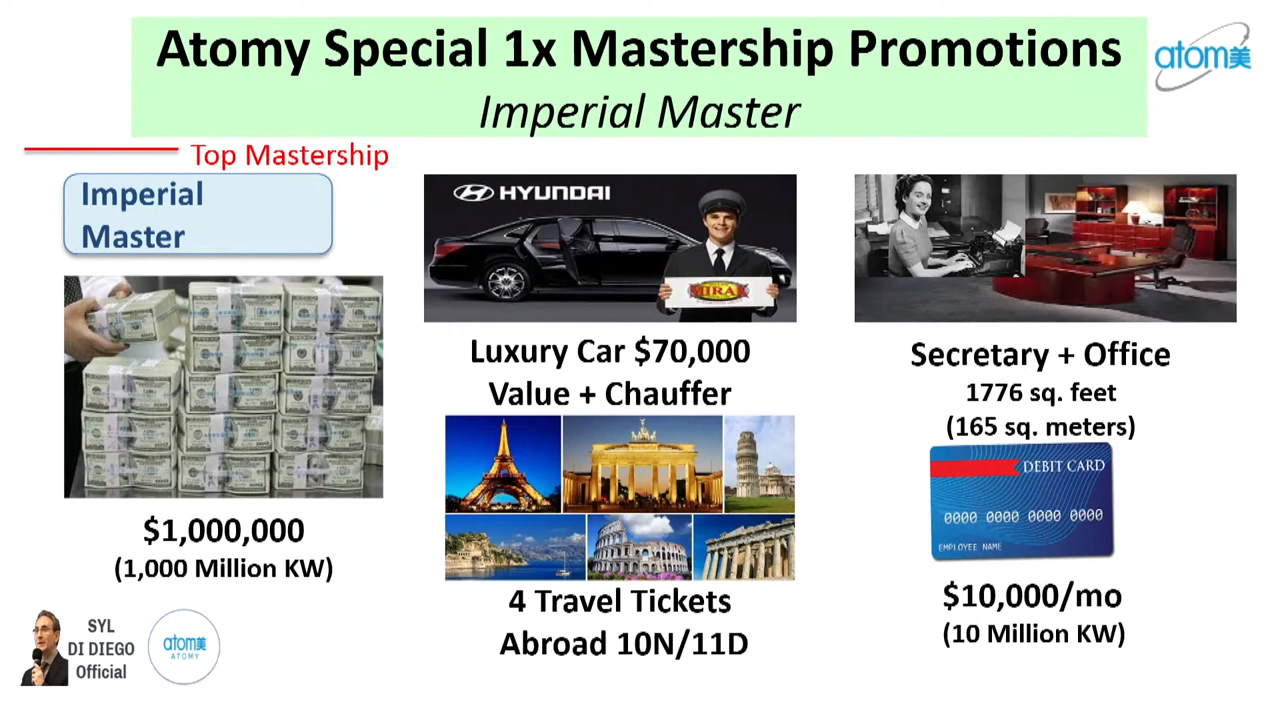 Atomy Special 1x Mastership Promotions
Imperial Master
atom美
Top Mastership
Imperial
Master
$1,000,000
(1,000 Million KW)
HYUNDAI
Luxury Car $70,000
Value + Chauffer
4 Travel Tickets
Abroad 10N/11D
Secretary + Office
1776 sq. feet
(165 sq. meters)
DEBIT CARD
0000 0000 0000 0000
EMPLOYEE NAME
$10,000/mo
(10 Million KW)
SYL
DI DIEGO
Official
atom美
ATOMY